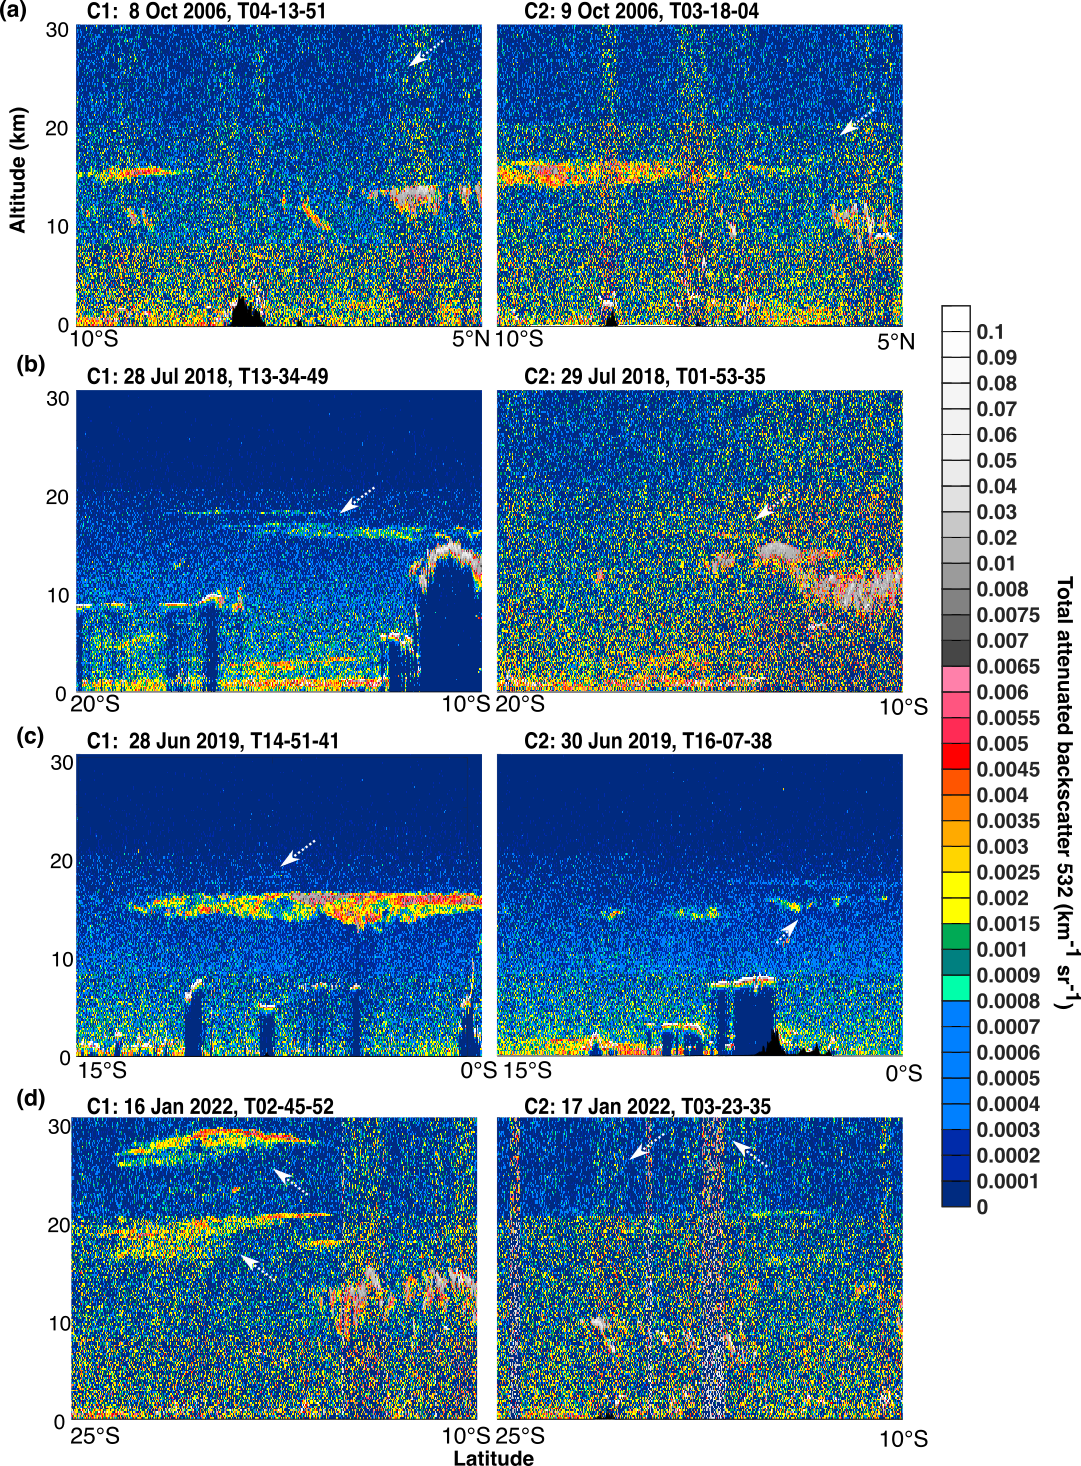 (a)
C1: 8 Oct 2006, T04-13-51
C2: 9 Oct 2006, T03-18-04
30
20
10
0
Altitude (km)
10°S
5°N
10°S
5°N
(b)
C1: 28 Jul 2018, T13-34-49
C2: 29 Jul 2018, T01-53-35
30
20
10
0
20°S
10°S
20°S
10°S
(c)
C1: 28 Jun 2019, T14-51-41
C2: 30 Jun 2019, T16-07-38
30
20
10
0
15°S
0°S
15°S
0°S
(d)
C1: 16 Jan 2022, T02-45-52
C2: 17 Jan 2022, T03-23-35
30
20
10
0
25°S
10°S
25°S
10°S
Latitude
0.1
0.09
0.08
0.07
0.06
0.05
0.04
0.03
0.02
0.01
0.008
0.0075
0.007
0.0065
0.006
0.0055
0.005
0.0045
0.004
0.0035
0.003
0.0025
0.002
0.0015
0.001
0.0009
0.0008
0.0007
0.0006
0.0005
0.0004
0.0003
0.0002
0.0001
0
Total attenuated backscatter 532 (km⁻¹ sr⁻¹)